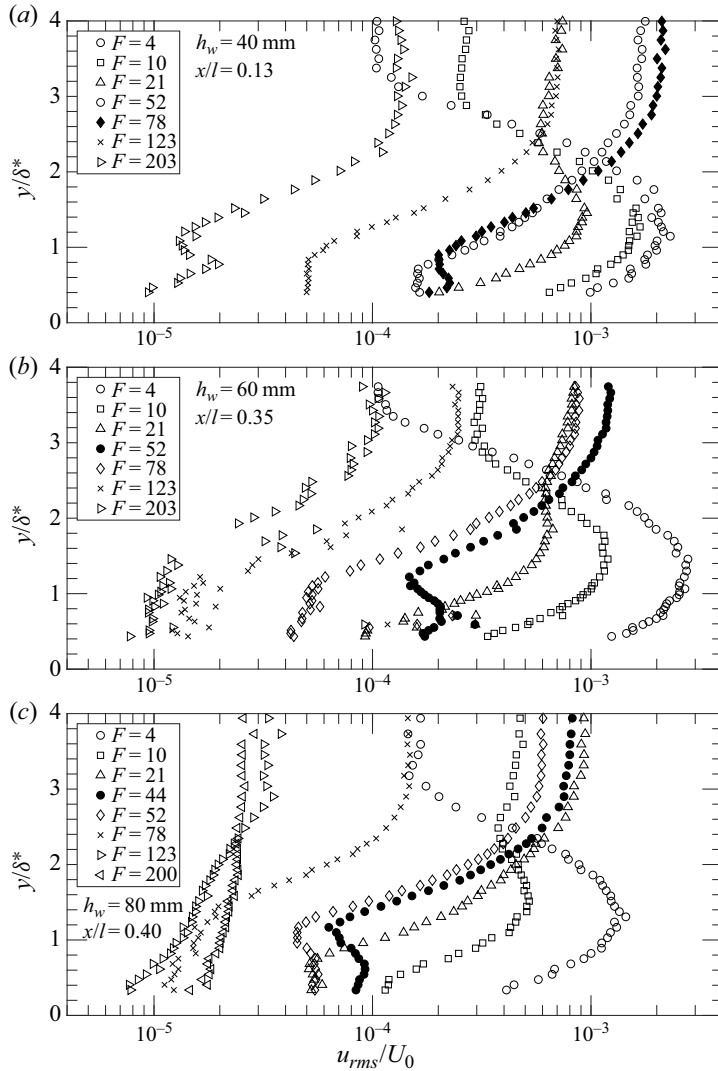 (a)
4
F = 4
F = 10
F = 21
F = 52
F = 78
F = 123
F = 203
h_w = 40 mm
x/l = 0.13
3
y/δ*
2
1
0
10⁻⁵
10⁻⁴
10⁻³
(b)
4
F = 4
F = 10
F = 21
F = 52
F = 78
F = 123
F = 203
h_w = 60 mm
x/l = 0.35
3
y/δ*
2
1
0
10⁻⁵
10⁻⁴
10⁻³
(c)
4
F = 4
F = 10
F = 21
F = 44
F = 52
F = 78
F = 123
F = 200
3
y/δ*
2
h_w = 80 mm
x/l = 0.40
1
0
10⁻⁵
10⁻⁴
10⁻³
u_rms/U₀